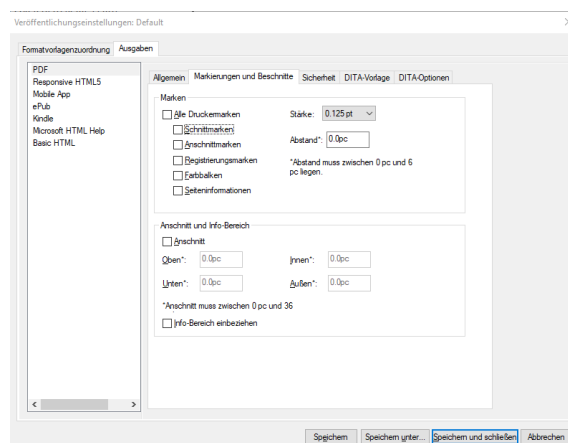 Veröffentlichungseinstellungen: Default
Formatvorlagenzuordnung Ausgaben
PDF
Responsive HTML5
Mobile App
ePub
Kindle
Microsoft HTML Help
Basic HTML
Allgemein Markierungen und Beschnitte Sicherheit DITA-Vorlage DITA-Optionen
Marken
Alle Druckermarken Stärke: 0.125 pt
Schnittmarken
Anschnittmarken Abstand*: 0.0pc
Registrierungsmarken *Abstand muss zwischen 0 pc und 6
pc liegen.
Farbbalken
Seiteninformationen
Anschnitt und Info-Bereich
Anschnitt
Oben*: 0.0pc Innen*: 0.0pc
Unten*: 0.0pc Außen*: 0.0pc
*Anschnitt muss zwischen 0 pc und 36
Info-Bereich einbeziehen
Speichern Speichern unter... Speichern und schließen Abbrechen